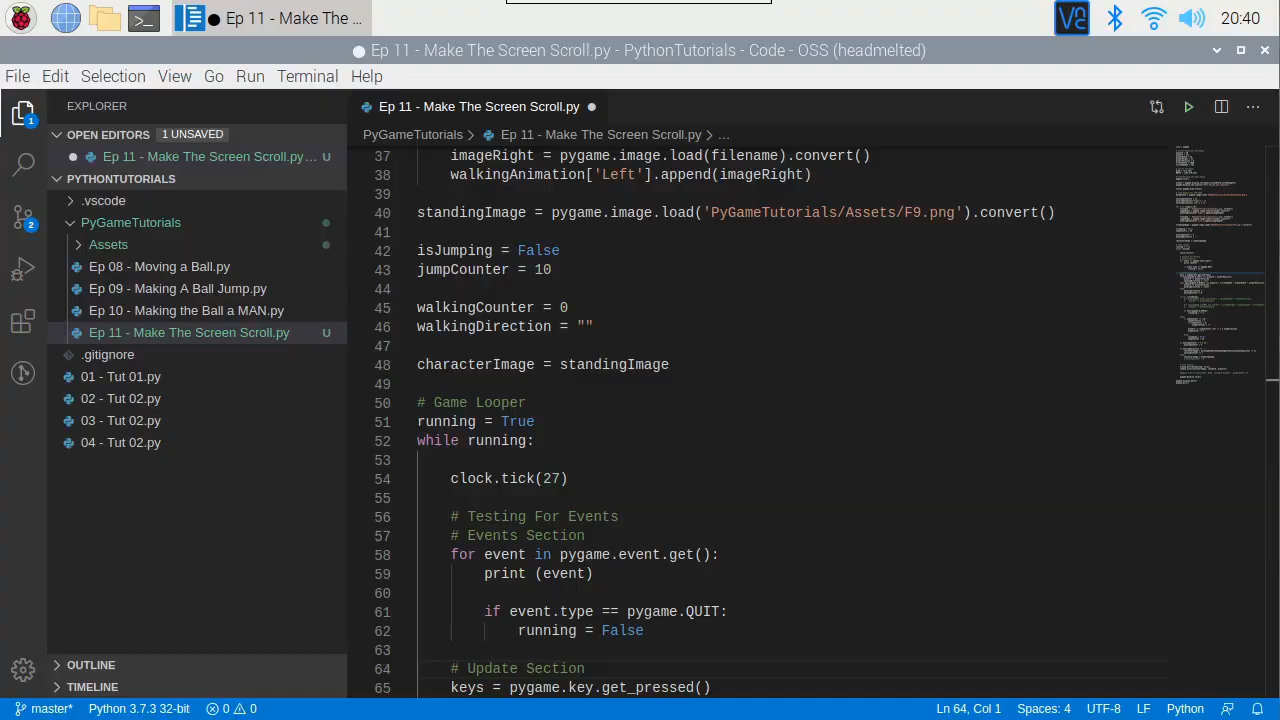 Ep 11 - Make The ...
20:40
Ep 11 - Make The Screen Scroll.py - PythonTutorials - Code - OSS (headmelted)
File Edit Selection View Go Run Terminal Help
EXPLORER
OPEN EDITORS 1 UNSAVED
Ep 11 - Make The Screen Scroll.py... U
PYTHONTUTORIALS
.vscode
PyGameTutorials
Assets
Ep 08 - Moving a Ball.py
Ep 09 - Making A Ball Jump.py
Ep 10 - Making the Ball a MAN.py
Ep 11 - Make The Screen Scroll.py U
.gitignore
01 - Tut 01.py
02 - Tut 02.py
03 - Tut 02.py
04 - Tut 02.py
OUTLINE
TIMELINE
1
2
Ep 11 - Make The Screen Scroll.py
PyGameTutorials > Ep 11 - Make The Screen Scroll.py > ...
37 imageRight = pygame.image.load(filename).convert()
38 walkingAnimation['Left'].append(imageRight)
39
40 standingImage = pygame.image.load('PyGameTutorials/Assets/F9.png').convert()
41
42 isJumping = False
43 jumpCounter = 10
44
45 walkingCounter = 0
46 walkingDirection = ""
47
48 characterImage = standingImage
49
50 # Game Looper
51 running = True
52 while running:
53
54 clock.tick(27)
55
56 # Testing For Events
57 # Events Section
58 for event in pygame.event.get():
59 print (event)
60
61 if event.type == pygame.QUIT:
62 running = False
63
64 # Update Section
65 keys = pygame.key.get_pressed()
master* Python 3.7.3 32-bit 0 0 Ln 64, Col 1 Spaces: 4 UTF-8 LF Python